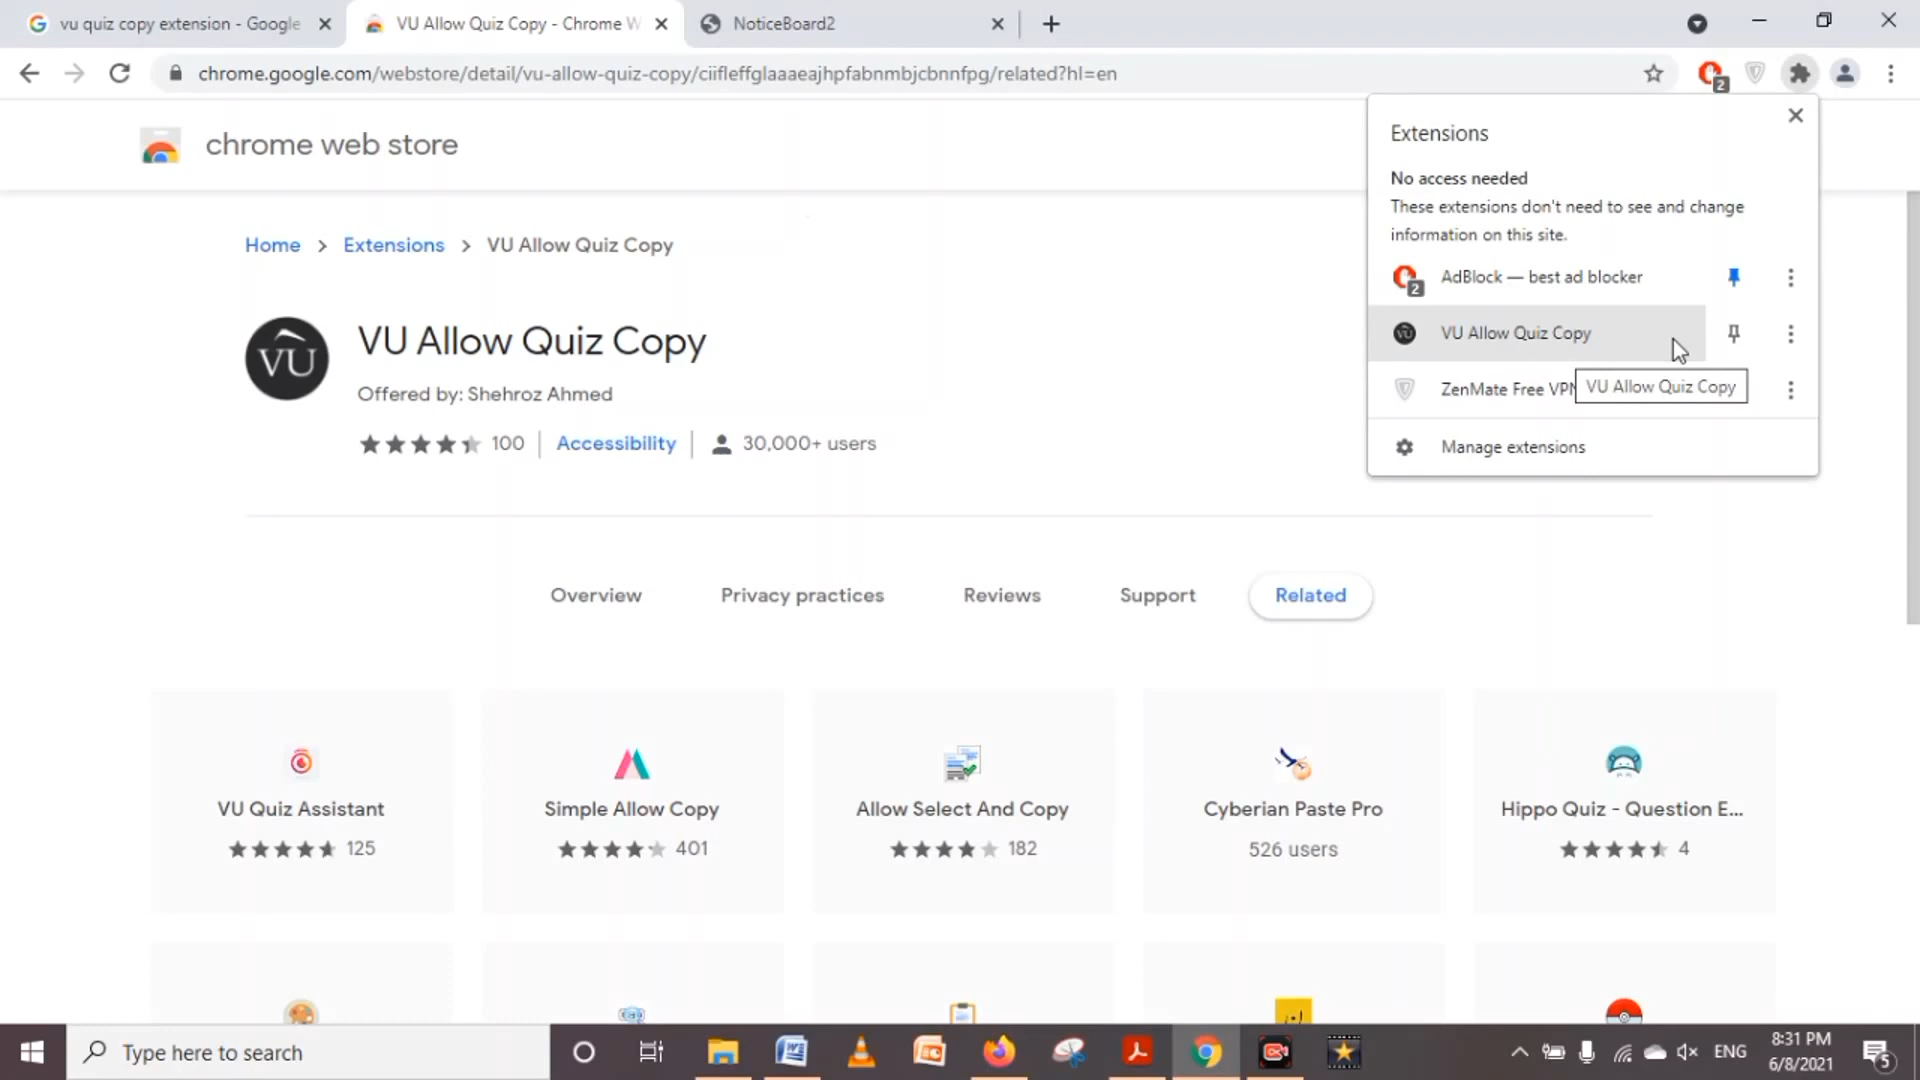 vu quiz copy extension - Google
VU Allow Quiz Copy - Chrome W
NoticeBoard2
chrome.google.com/webstore/detail/vu-allow-quiz-copy/ciifleffglaaaeajhpfabnmbjcbnnfpg/related?hl=en
2
chrome web store
Extensions
No access needed
These extensions don't need to see and change
information on this site.
2
AdBlock — best ad blocker
VU Allow Quiz Copy
ZenMate Free VPN
VU Allow Quiz Copy
Manage extensions
Home > Extensions > VU Allow Quiz Copy
VU
VU Allow Quiz Copy
Offered by: Shehroz Ahmed
100 Accessibility 30,000+ users
Overview Privacy practices Reviews Support Related
VU Quiz Assistant
125
Simple Allow Copy
401
Allow Select And Copy
182
Cyberian Paste Pro
526 users
Hippo Quiz - Question E...
4
Type here to search
ENG
8:31 PM
6/8/2021
5